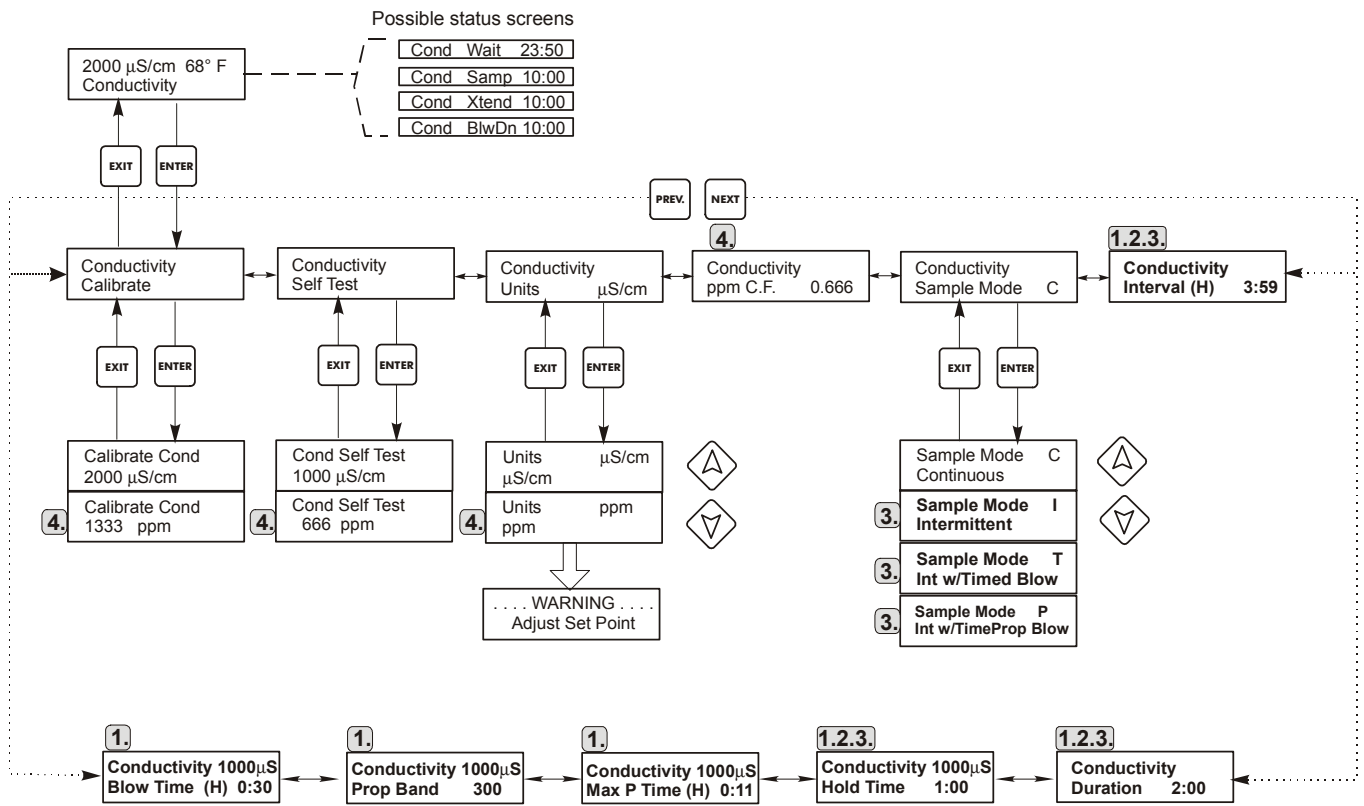 Possible status screens
2000 μS/cm 68° F
Conductivity
Cond Wait 23:50
Cond Samp 10:00
Cond Xtend 10:00
Cond BlwDn 10:00
EXIT
ENTER
PREV.
NEXT
Conductivity
Calibrate
Conductivity
Self Test
Conductivity
Units μS/cm
4.
Conductivity
ppm C.F. 0.666
Conductivity
Sample Mode C
1.2.3.
Conductivity
Interval (H) 3:59
EXIT
ENTER
EXIT
ENTER
EXIT
ENTER
EXIT
ENTER
Calibrate Cond
2000 μS/cm
4.
Calibrate Cond
1333 ppm
Cond Self Test
1000 μS/cm
4.
Cond Self Test
666 ppm
Units μS/cm
μS/cm
4.
Units ppm
ppm
. . . . WARNING . . . .
Adjust Set Point
Sample Mode C
Continuous
3.
Sample Mode I
Intermittent
3.
Sample Mode T
Int w/Timed Blow
3.
Sample Mode P
Int w/TimeProp Blow
1.
Conductivity 1000μS
Blow Time (H) 0:30
1.
Conductivity 1000μS
Prop Band 300
1.
Conductivity 1000μS
Max P Time (H) 0:11
1.2.3.
Conductivity 1000μS
Hold Time 1:00
1.2.3.
Conductivity
Duration 2:00